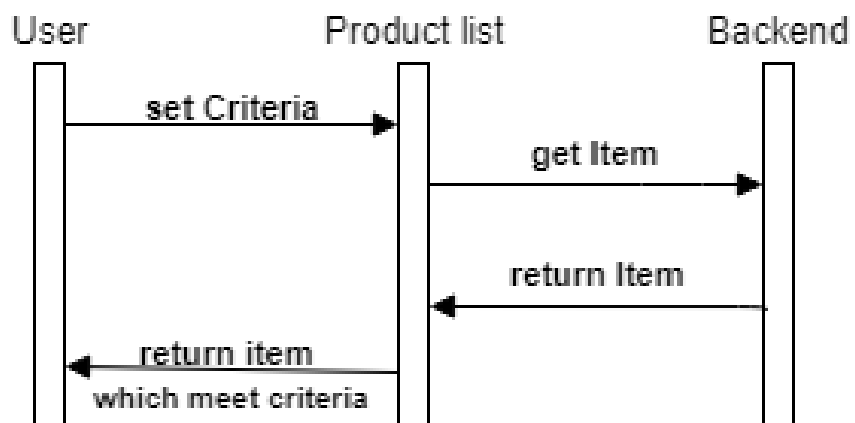 User
Product list
Backend
set Criteria
get Item
return Item
return item
which meet criteria